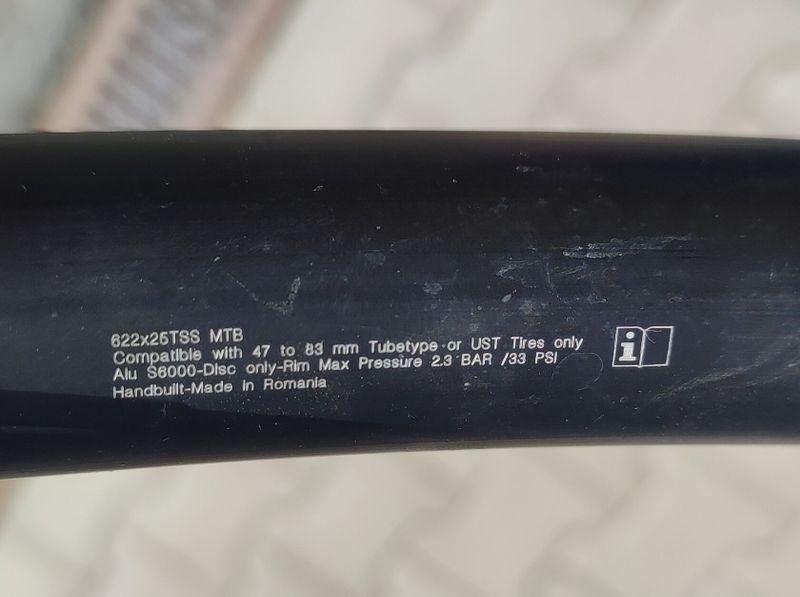 622x25TSS MTB
Compatible with 47 to 83 mm Tubetype or UST Tires only
Alu S6000-Disc only-Rim Max Pressure 2.3 BAR /33 PSI
Handbuilt-Made in Romania
i